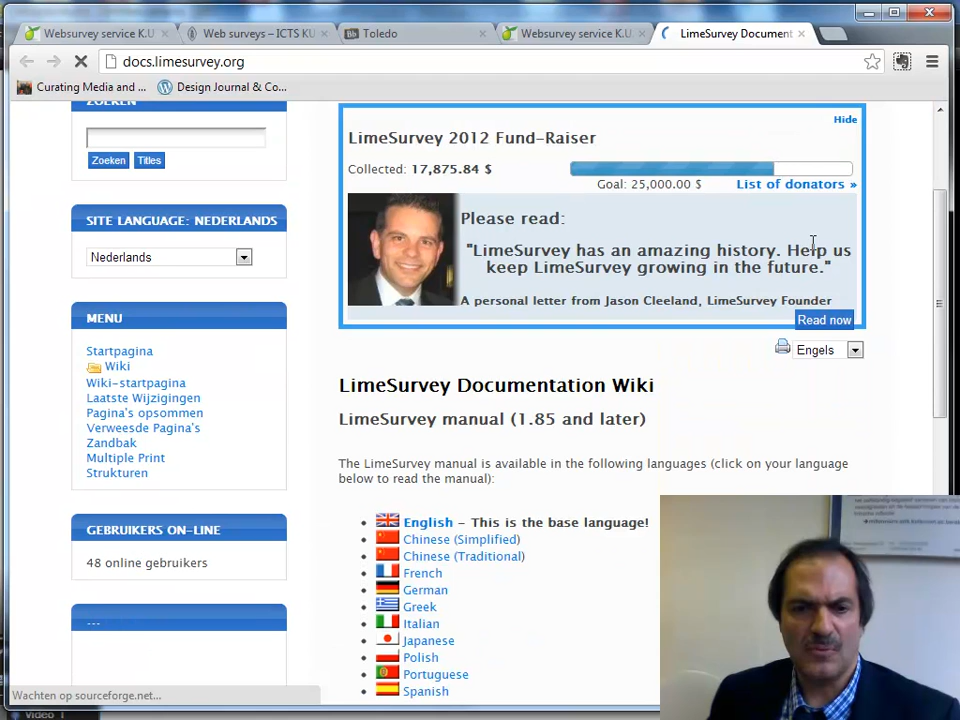 Websurvey service K.U.
Web surveys – ICTS KU
Toledo
Websurvey service K.U.
LimeSurvey Document
docs.limesurvey.org
Curating Media and ...
Design Journal & Co...
ZOEKEN
Zoeken
Titles
SITE LANGUAGE: NEDERLANDS
Nederlands
MENU
Startpagina
Wiki
Wiki-startpagina
Laatste Wijzigingen
Pagina's opsommen
Verweesde Pagina's
Zandbak
Multiple Print
Strukturen
GEBRUIKERS ON-LINE
48 online gebruikers
...
Wachten op sourceforge.net...
Hide
LimeSurvey 2012 Fund-Raiser
Collected: 17,875.84 $
Goal: 25,000.00 $
List of donators »
Please read:
"LimeSurvey has an amazing history. Help us
keep LimeSurvey growing in the future."
A personal letter from Jason Cleeland, LimeSurvey Founder
Read now
Engels
LimeSurvey Documentation Wiki
LimeSurvey manual (1.85 and later)
The LimeSurvey manual is available in the following languages (click on your language
below to read the manual):
English - This is the base language!
Chinese (Simplified)
Chinese (Traditional)
French
German
Greek
Italian
Japanese
Polish
Portuguese
Spanish
Video 1